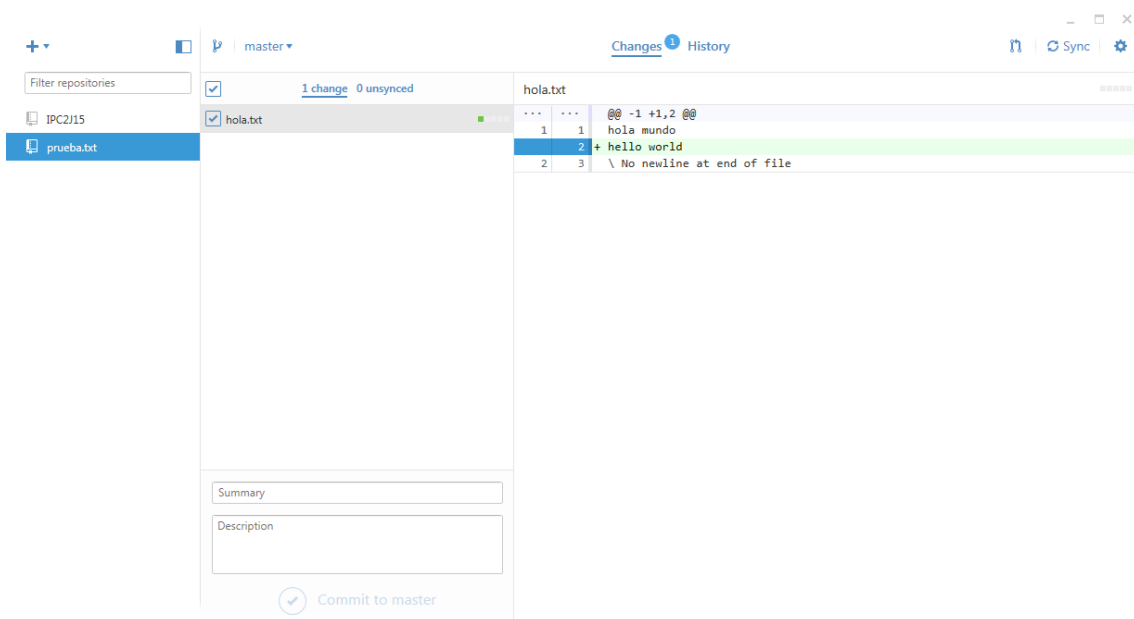 master
Changes 1 History
Sync
Filter repositories
IPC2J15
prueba.txt
1 change 0 unsynced
hola.txt
Summary
Description
Commit to master
hola.txt
... ... @@ -1 +1,2 @@
1 1 hola mundo
2 + hello world
2 3 \ No newline at end of file